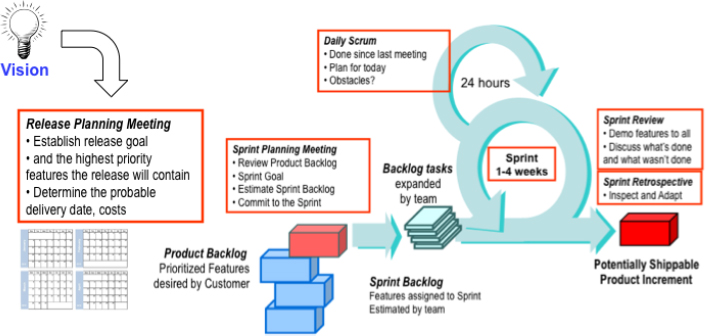 Vision
Release Planning Meeting
• Establish release goal
• and the highest priority
features the release will contain
• Determine the probable
delivery date, costs
Sprint Planning Meeting
• Review Product Backlog
• Sprint Goal
• Estimate Sprint Backlog
• Commit to the Sprint
Product Backlog
Prioritized Features
desired by Customer
Daily Scrum
• Done since last meeting
• Plan for today
• Obstacles?
24 hours
Backlog tasks
expanded
by team
Sprint Backlog
Features assigned to Sprint
Estimated by team
Sprint
1-4 weeks
Sprint Review
• Demo features to all
• Discuss what's done
and what wasn't done
Sprint Retrospective
• Inspect and Adapt
Potentially Shippable
Product Increment